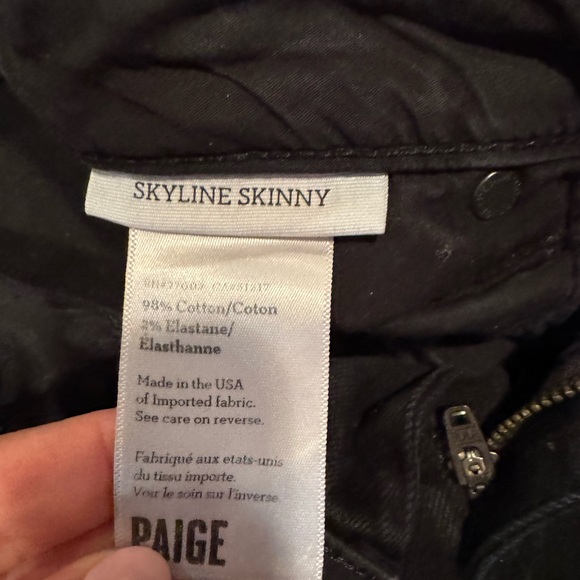 SKYLINE SKINNY
98% Cotton/Coton
2% Elastane/
Elasthanne
Made in the USA
of Imported fabric.
See care on reverse.
Fabriqué aux etats-unis
du tissu importe.
Voir le soin sur l'inverse
PAIGE